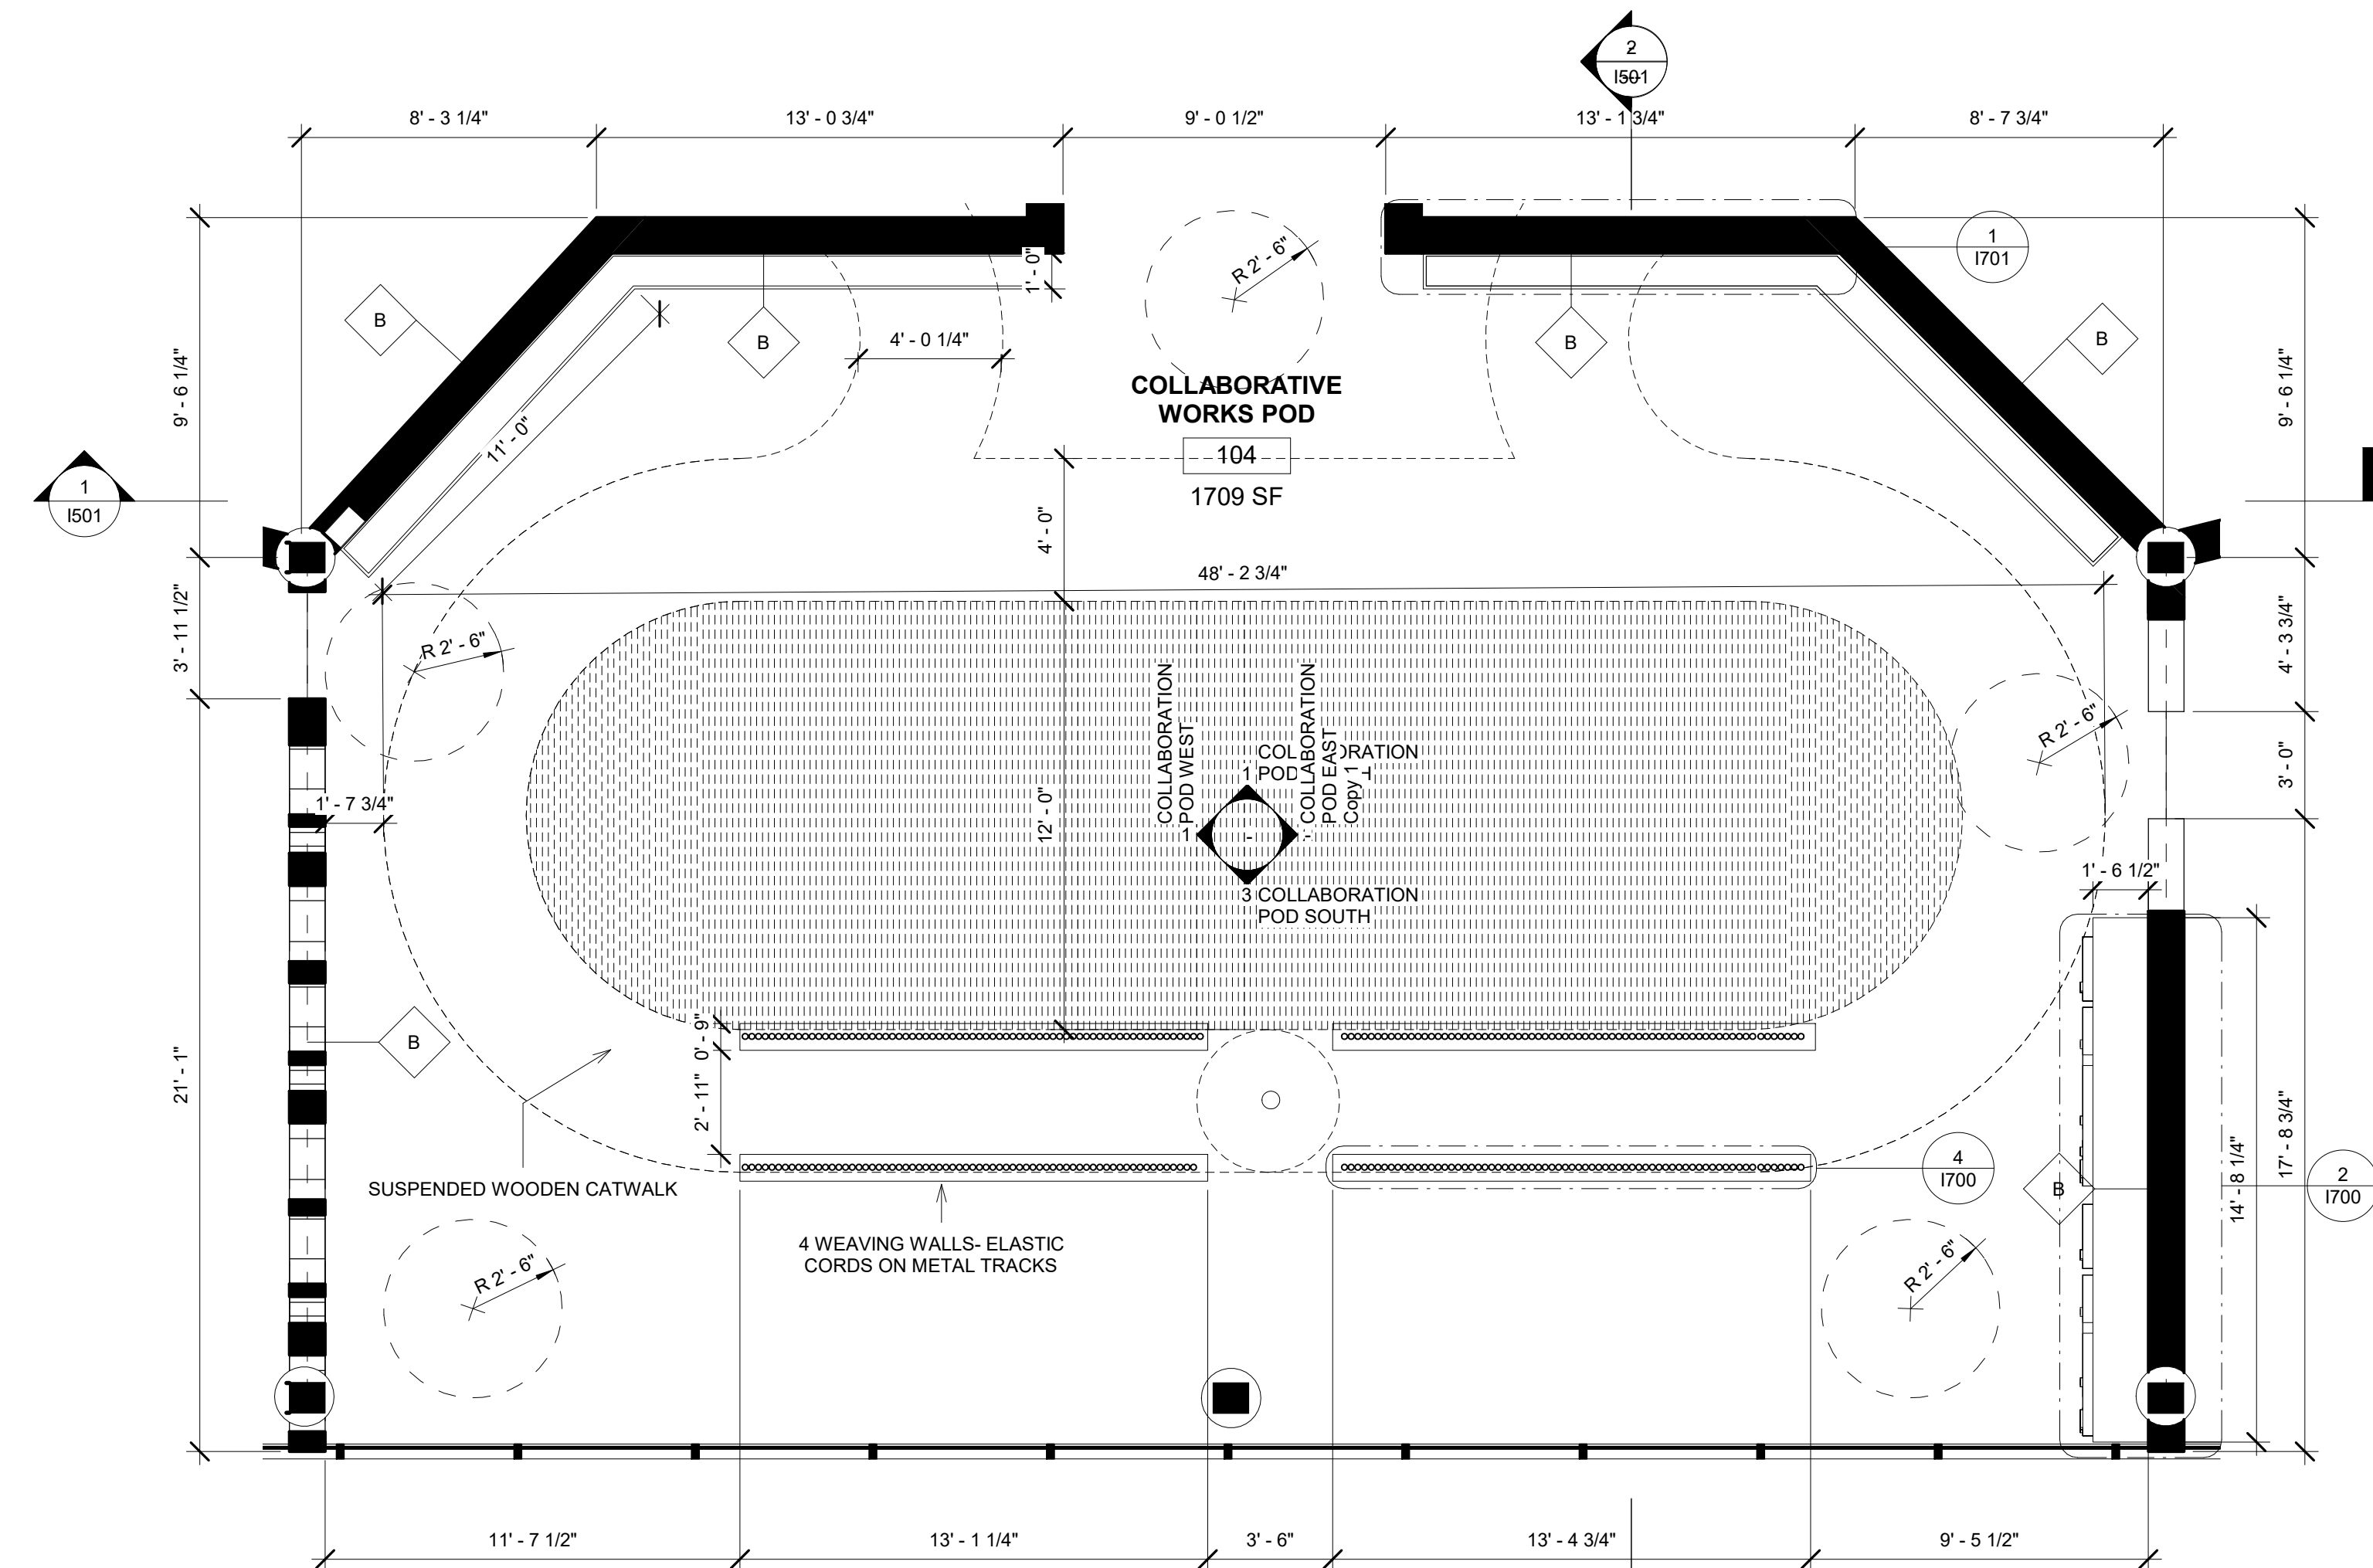 2
I501
8' - 3 1/4"
13' - 0 3/4"
9' - 0 1/2"
13' - 1 3/4"
8' - 7 3/4"
1
I701
R 2' - 6"
1' - 0"
B
B
B
B
4' - 0 1/4"
9' - 6 1/4"
9' - 6 1/4"
COLLABORATIVE
WORKS POD
104
1709 SF
11' - 0"
1
I501
4' - 0"
48' - 2 3/4"
3' - 11 1/2"
4' - 3 3/4"
R 2' - 6"
R 2' - 6"
3' - 0"
COLLABORATION
POD WEST
COLLABORATION
POD EAST
Copy 1
1
POD
1
-
-
1' - 7 3/4"
12' - 0"
1' - 6 1/2"
3 COLLABORATION
POD SOUTH
B
0' - 9"
2' - 11"
21' - 1"
4
I700
B
14' - 8 1/4"
17' - 8 3/4"
2
I700
SUSPENDED WOODEN CATWALK
4 WEAVING WALLS- ELASTIC
CORDS ON METAL TRACKS
R 2' - 6"
R 2' - 6"
11' - 7 1/2"
13' - 1 1/4"
3' - 6"
13' - 4 3/4"
9' - 5 1/2"